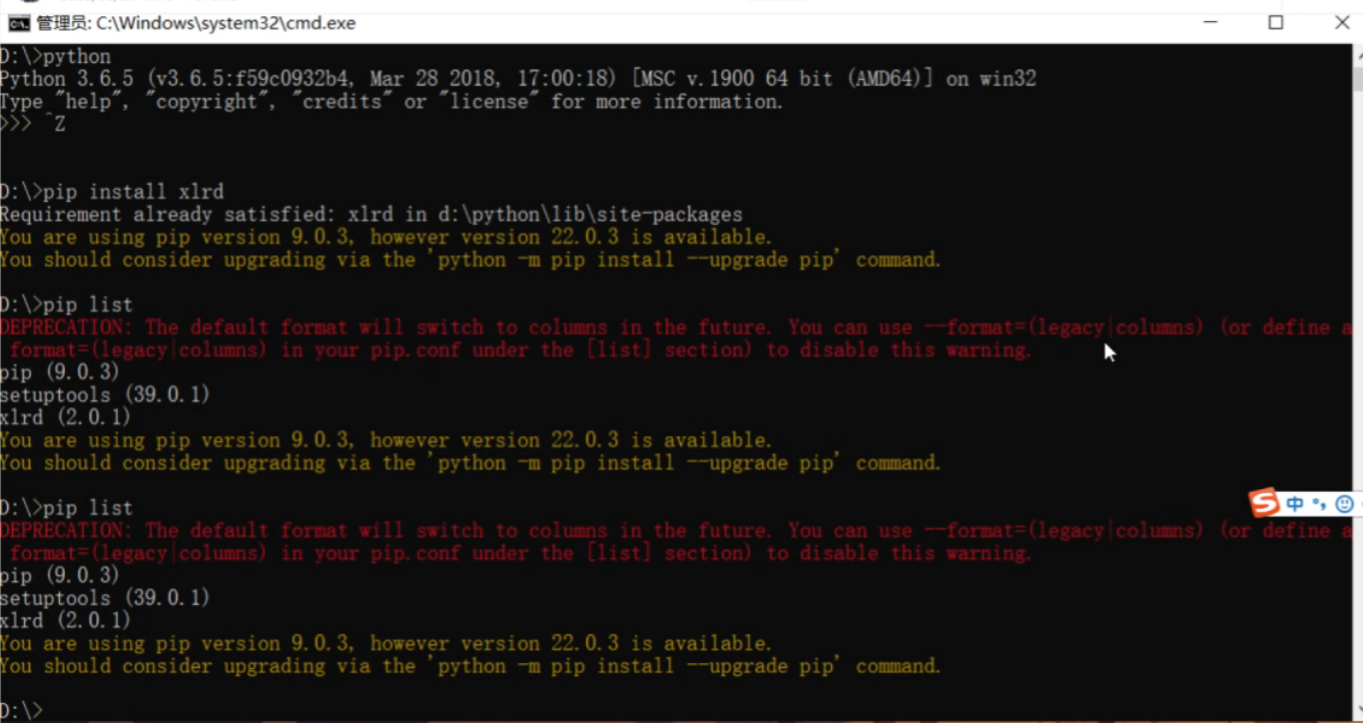 管理员: C:\Windows\system32\cmd.exe
D:\>python
Python 3.6.5 (v3.6.5:f59c0932b4, Mar 28 2018, 17:00:18) [MSC v.1900 64 bit (AMD64)] on win32
Type "help", "copyright", "credits" or "license" for more information.
>>> ^Z
D:\>pip install xlrd
Requirement already satisfied: xlrd in d:\python\lib\site-packages
You are using pip version 9.0.3, however version 22.0.3 is available.
You should consider upgrading via the 'python -m pip install --upgrade pip' command.
D:\>pip list
DEPRECATION: The default format will switch to columns in the future. You can use --format=(legacy|columns) (or define a
format=(legacy|columns) in your pip.conf under the [list] section) to disable this warning.
pip (9.0.3)
setuptools (39.0.1)
xlrd (2.0.1)
You are using pip version 9.0.3, however version 22.0.3 is available.
You should consider upgrading via the 'python -m pip install --upgrade pip' command.
D:\>pip list
DEPRECATION: The default format will switch to columns in the future. You can use --format=(legacy|columns) (or define a
format=(legacy|columns) in your pip.conf under the [list] section) to disable this warning.
pip (9.0.3)
setuptools (39.0.1)
xlrd (2.0.1)
You are using pip version 9.0.3, however version 22.0.3 is available.
You should consider upgrading via the 'python -m pip install --upgrade pip' command.
D:\>
中